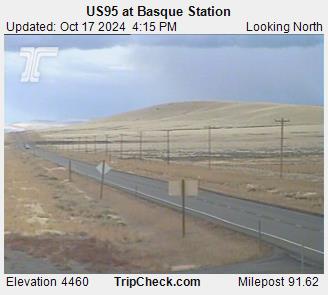 US95 at Basque Station
Updated: Oct 17 2024 4:15 PM Looking North
Elevation 4460 TripCheck.com Milepost 91.62